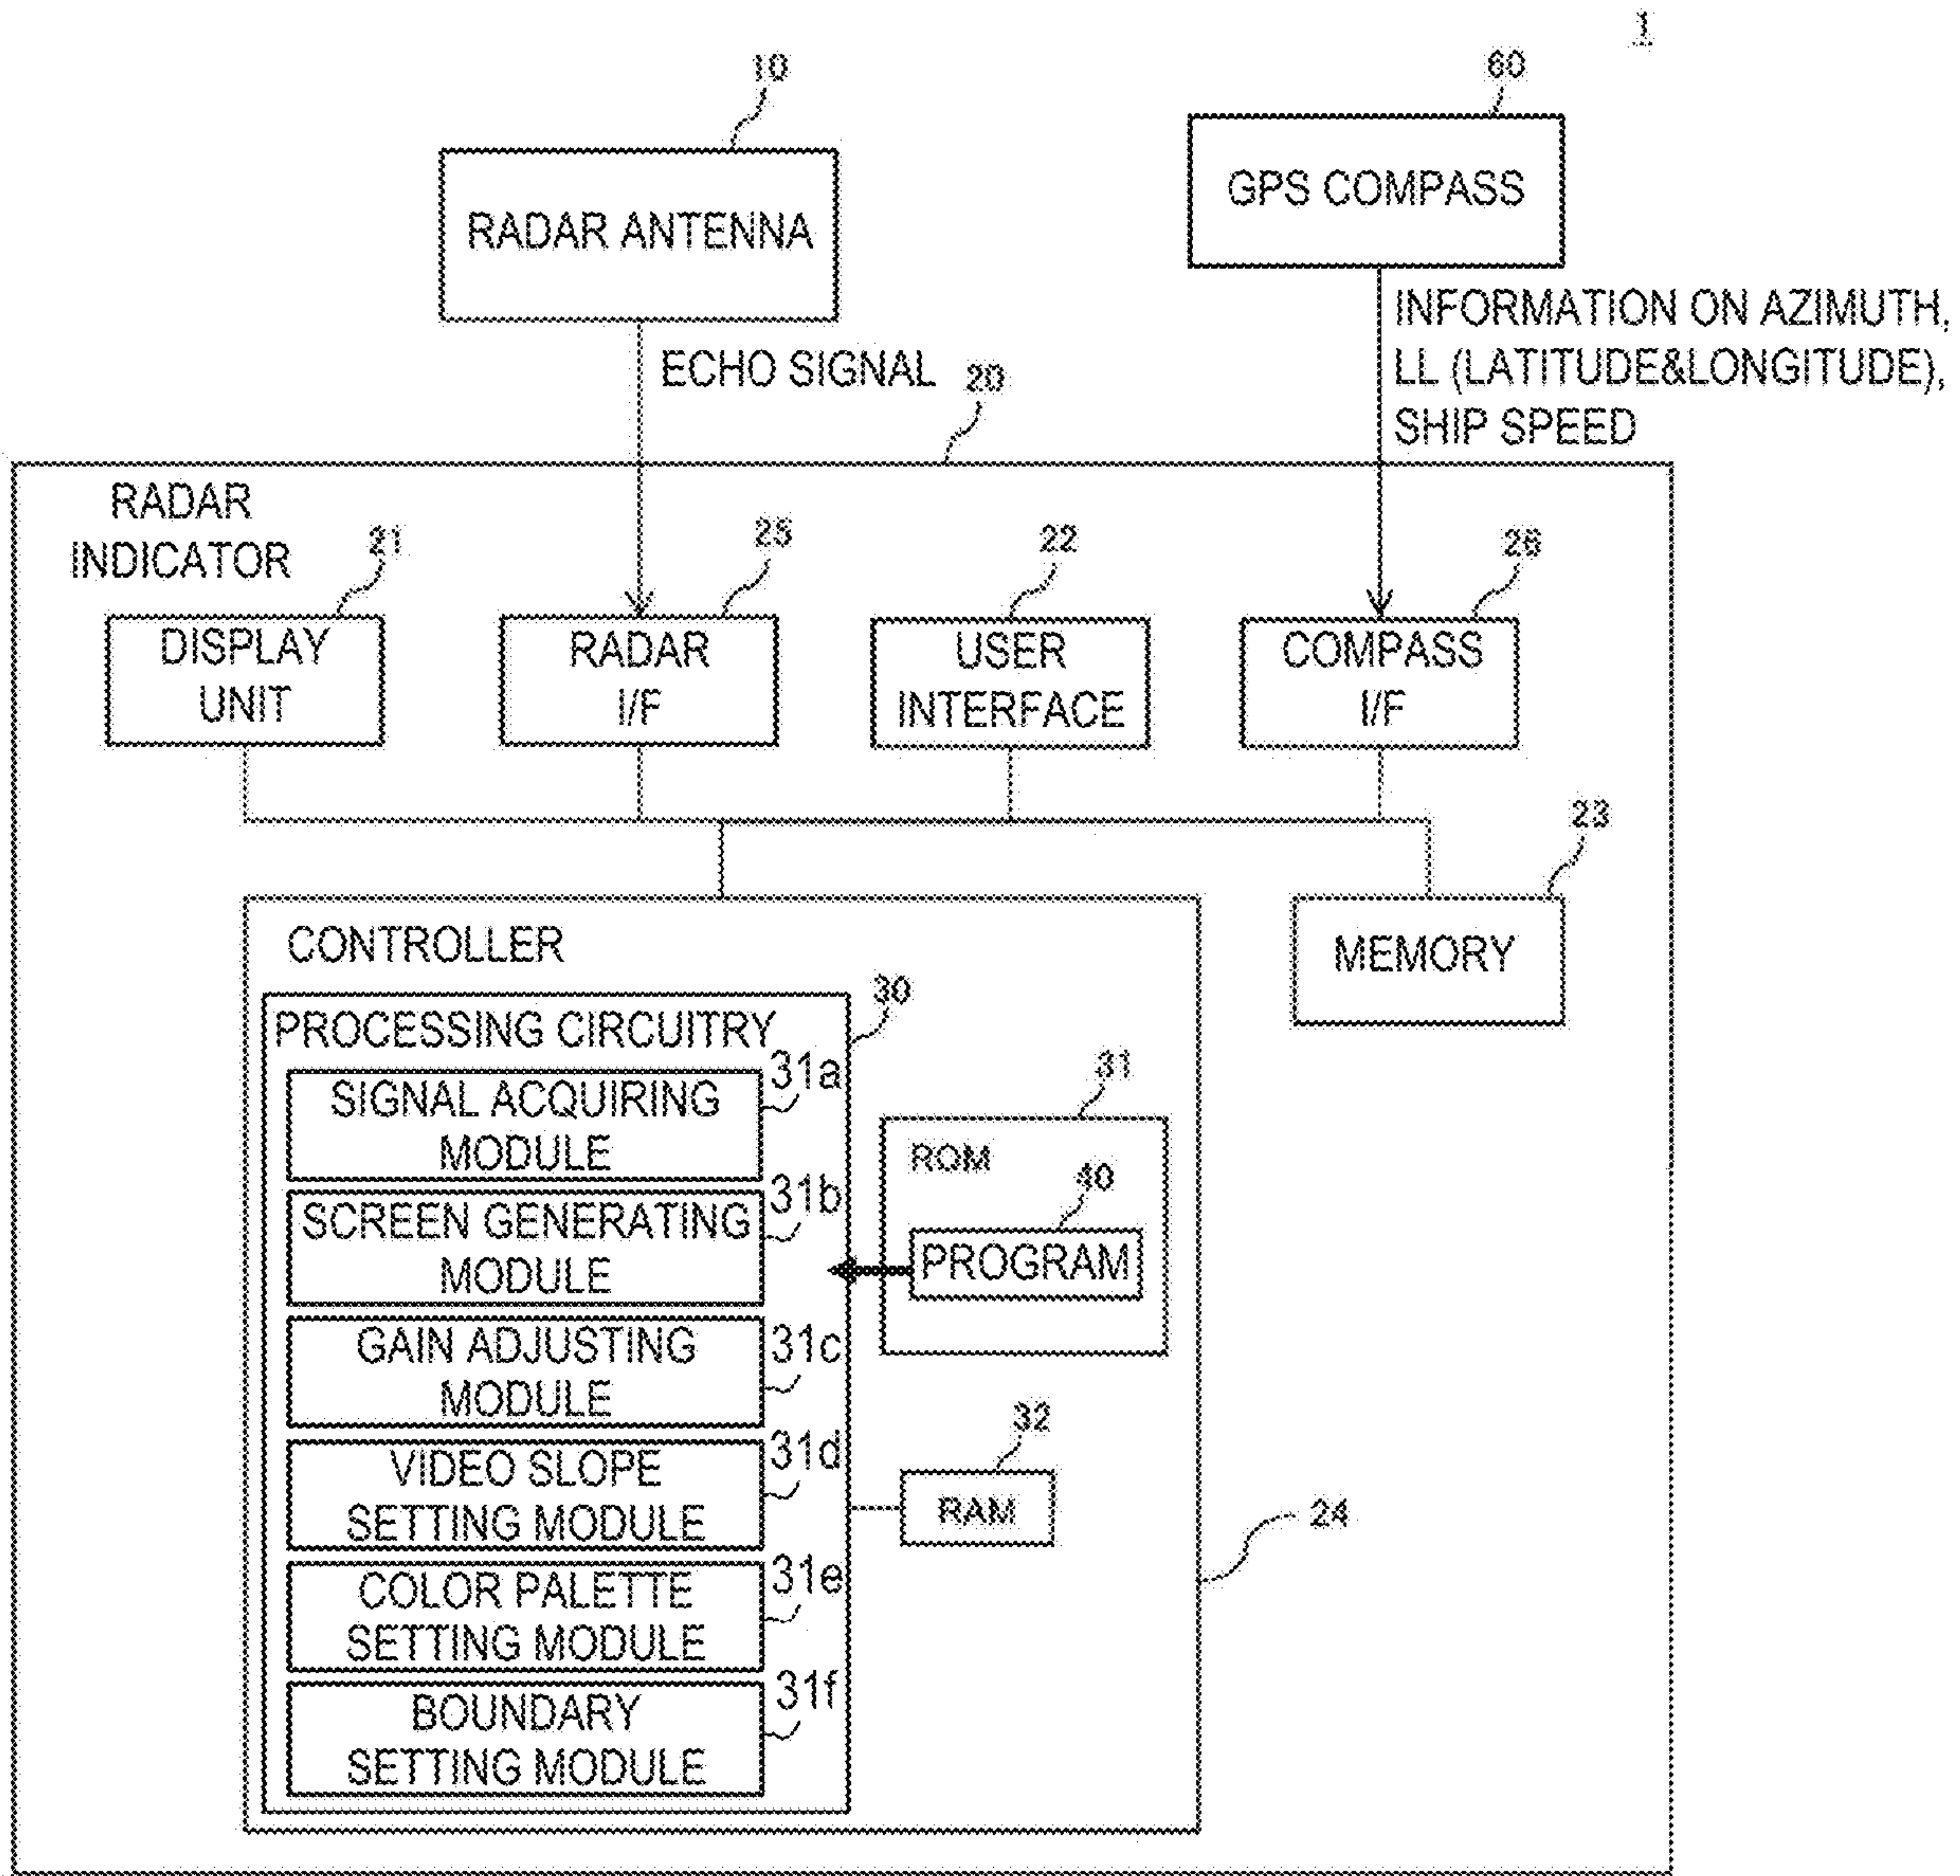 1
10
60
RADAR ANTENNA
GPS COMPASS
ECHO SIGNAL
INFORMATION ON AZIMUTH,
LL (LATITUDE&LONGITUDE),
SHIP SPEED
20
RADAR
INDICATOR
21
25
22
26
DISPLAY
UNIT
RADAR
I/F
USER
INTERFACE
COMPASS
I/F
23
MEMORY
CONTROLLER
30
PROCESSING CIRCUITRY
31a
SIGNAL ACQUIRING
MODULE
31b
SCREEN GENERATING
MODULE
31c
GAIN ADJUSTING
MODULE
31d
VIDEO SLOPE
SETTING MODULE
31e
COLOR PALETTE
SETTING MODULE
31f
BOUNDARY
SETTING MODULE
31
ROM
40
PROGRAM
32
RAM
24